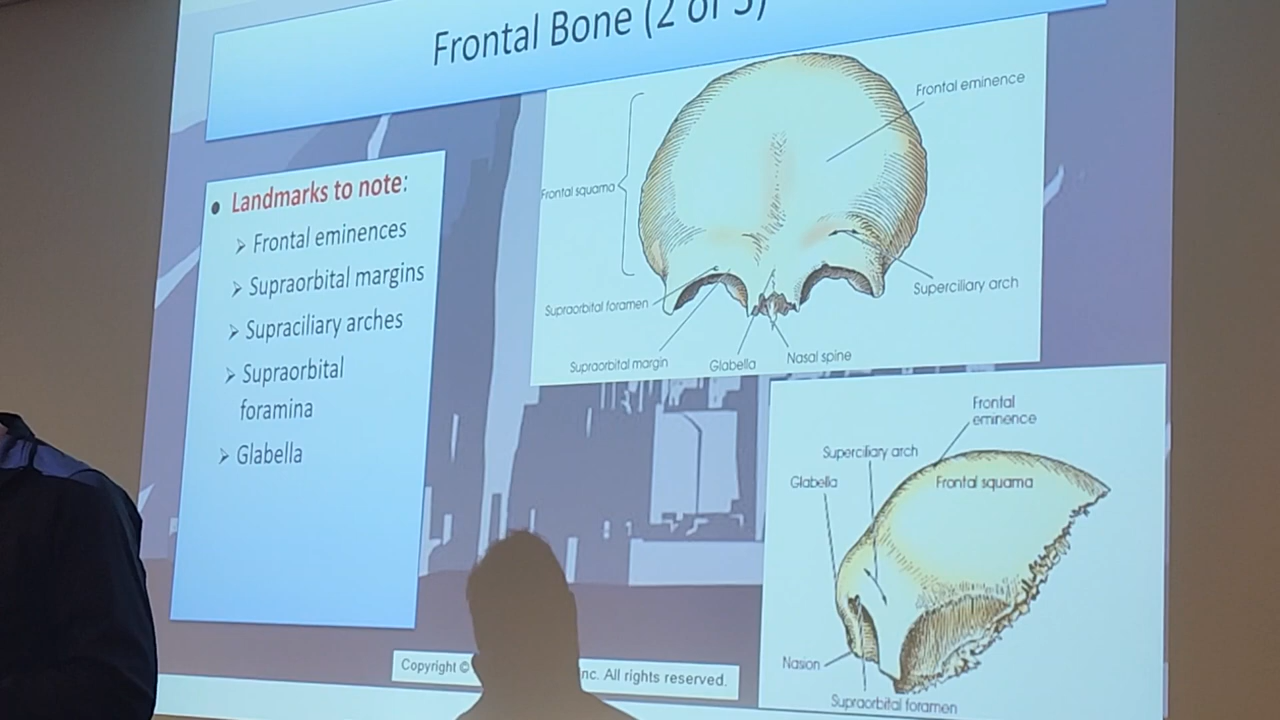 Frontal Bone (2 of 3)
Landmarks to note:
Frontal eminences
Supraorbital margins
Supraciliary arches
Supraorbital
foramina
Glabella
Frontal eminence
Frontal squama
Supraorbital foramen
Superciliary arch
Supraorbital margin
Glabella
Nasal spine
Frontal
eminence
Superciliary arch
Glabella
Frontal squama
Nasion
Supraorbital foramen
Copyright © nc. All rights reserved.